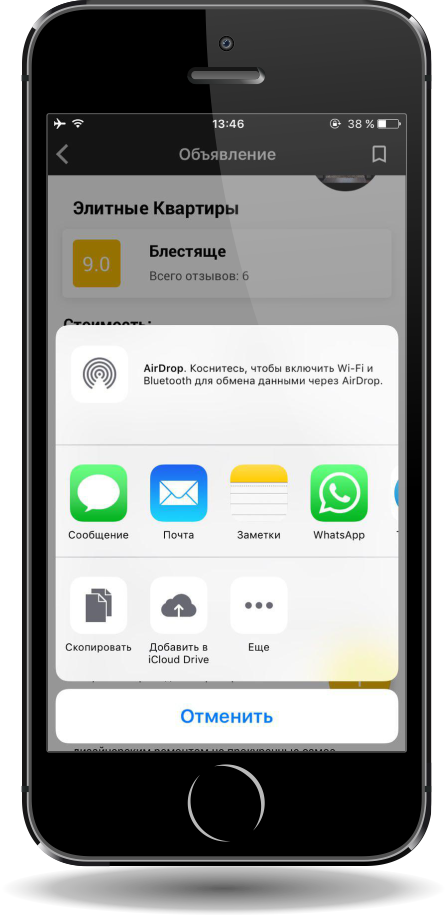 13:46
38 %
Объявление
Элитные Квартиры
9.0
Блестяще
Всего отзывов: 6
Стоимость:
AirDrop. Коснитесь, чтобы включить Wi-Fi и
Bluetooth для обмена данными через AirDrop.
Сообщение
Почта
Заметки
WhatsApp
Скопировать
Добавить в
iCloud Drive
Еще
Отменить